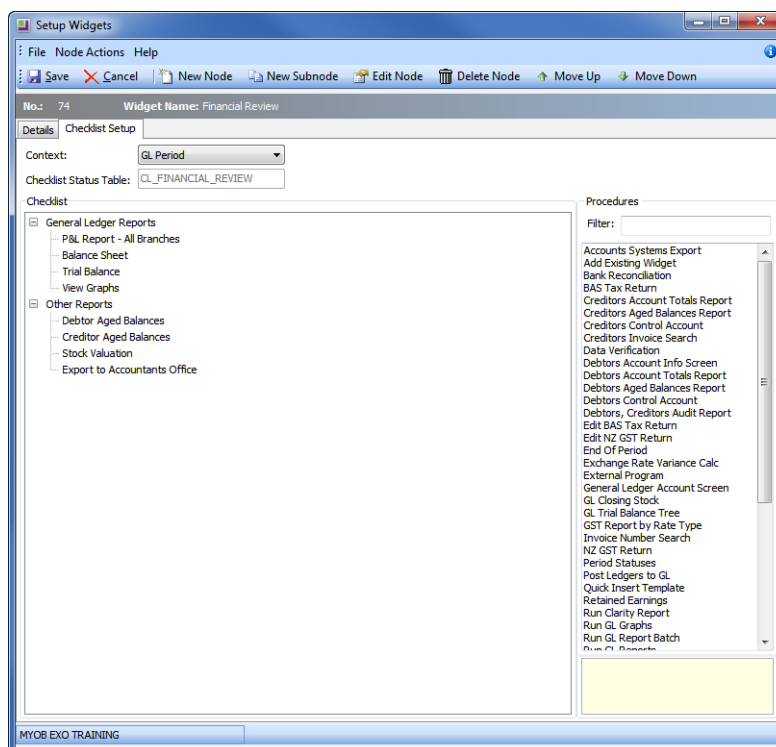 Setup Widgets
File Node Actions Help
Save Cancel New Node New Subnode Edit Node Delete Node Move Up Move Down
No.: 74 Widget Name: Financial Review
Details Checklist Setup
Context: GL Period
Checklist Status Table: CL_FINANCIAL_REVIEW
Checklist
General Ledger Reports
P&L Report - All Branches
Balance Sheet
Trial Balance
View Graphs
Other Reports
Debtor Aged Balances
Creditor Aged Balances
Stock Valuation
Export to Accountants Office
Procedures
Filter:
Accounts Systems Export
Add Existing Widget
Bank Reconciliation
BAS Tax Return
Creditors Account Totals Report
Creditors Aged Balances Report
Creditors Control Account
Creditors Invoice Search
Data Verification
Debtors Account Info Screen
Debtors Account Totals Report
Debtors Aged Balances Report
Debtors Control Account
Debtors, Creditors Audit Report
Edit BAS Tax Return
Edit NZ GST Return
End Of Period
Exchange Rate Variance Calc
External Program
General Ledger Account Screen
GL Closing Stock
GL Trial Balance Tree
GST Report by Rate Type
Invoice Number Search
NZ GST Return
Period Statuses
Post Ledgers to GL
Quick Insert Template
Retained Earnings
Run Clarity Report
Run GL Graphs
Run GL Report Batch
Run GL Reports
MYOB EXO TRAINING